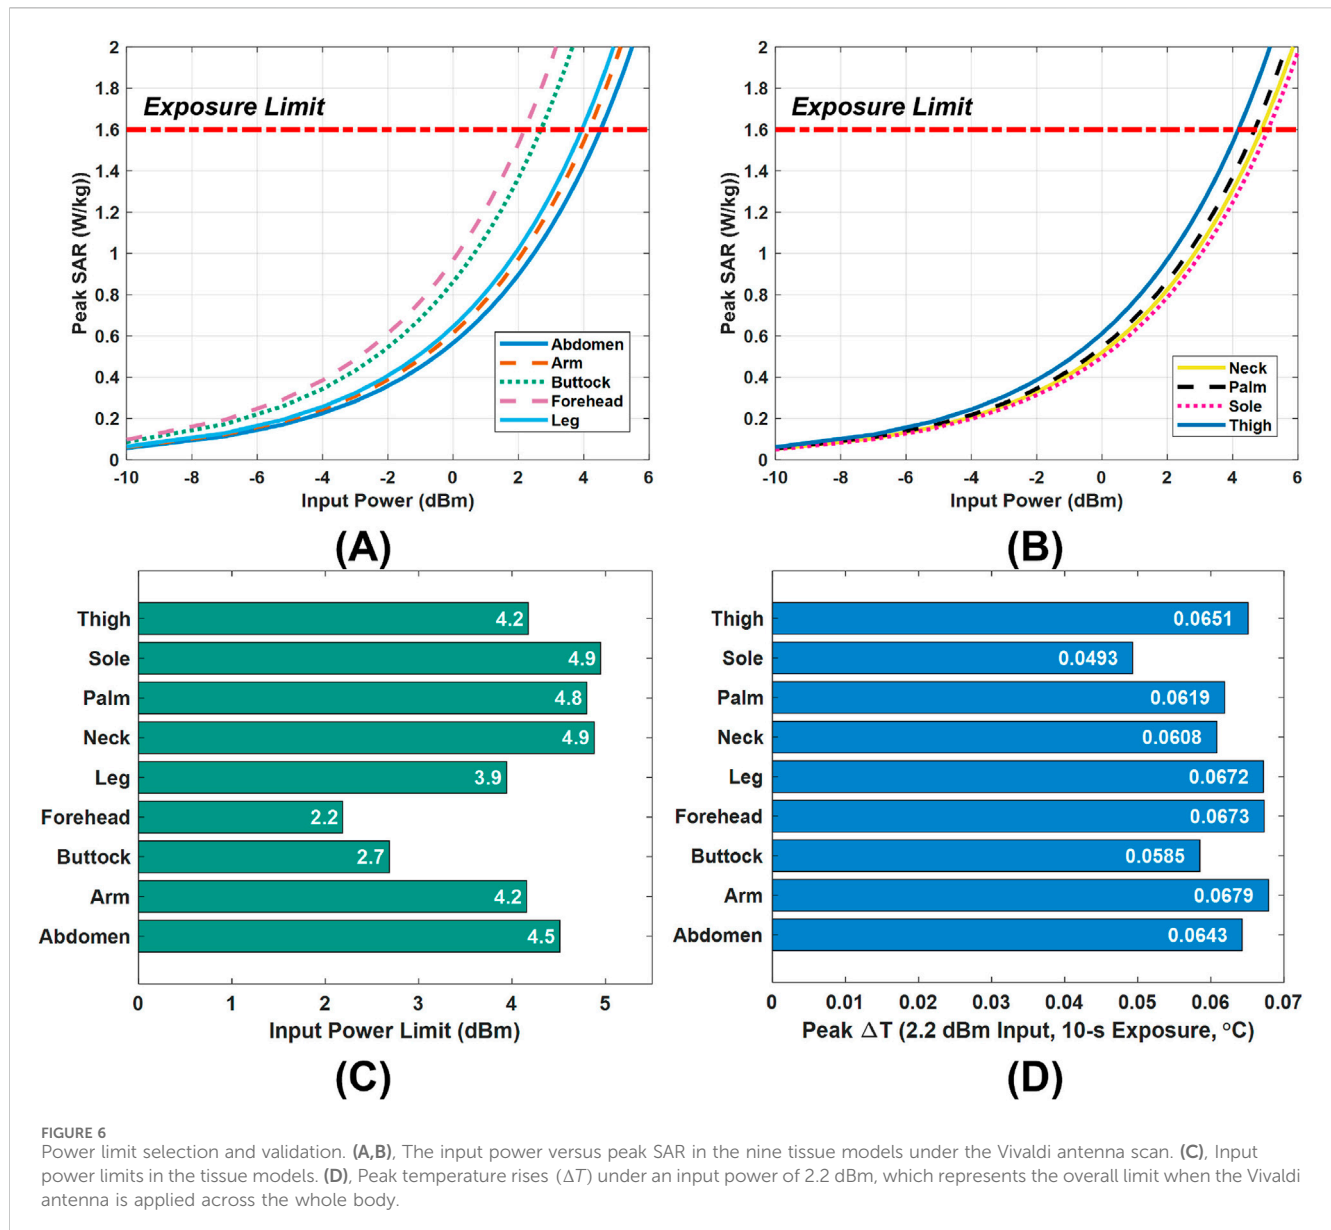 2
1.8
1.6
1.4
1.2
1
0.8
0.6
0.4
0.2
0
Peak SAR (W/kg))
Exposure Limit
Abdomen
Arm
Buttock
Forehead
Leg
-10
-8
-6
-4
-2
0
2
4
6
Input Power (dBm)
(A)
2
1.8
1.6
1.4
1.2
1
0.8
0.6
0.4
0.2
0
Peak SAR (W/kg))
Exposure Limit
Neck
Palm
Sole
Thigh
-10
-8
-6
-4
-2
0
2
4
6
Input Power (dBm)
(B)
Thigh 4.2
Sole 4.9
Palm 4.8
Neck 4.9
Leg 3.9
Forehead 2.2
Buttock 2.7
Arm 4.2
Abdomen 4.5
0 1 2 3 4 5
Input Power Limit (dBm)
(C)
Thigh 0.0651
Sole 0.0493
Palm 0.0619
Neck 0.0608
Leg 0.0672
Forehead 0.0673
Buttock 0.0585
Arm 0.0679
Abdomen 0.0643
0 0.01 0.02 0.03 0.04 0.05 0.06 0.07
Peak ΔT (2.2 dBm Input, 10-s Exposure, °C)
(D)
FIGURE 6
Power limit selection and validation. (A,B), The input power versus peak SAR in the nine tissue models under the Vivaldi antenna scan. (C), Input
power limits in the tissue models. (D), Peak temperature rises (ΔT) under an input power of 2.2 dBm, which represents the overall limit when the Vivaldi
antenna is applied across the whole body.